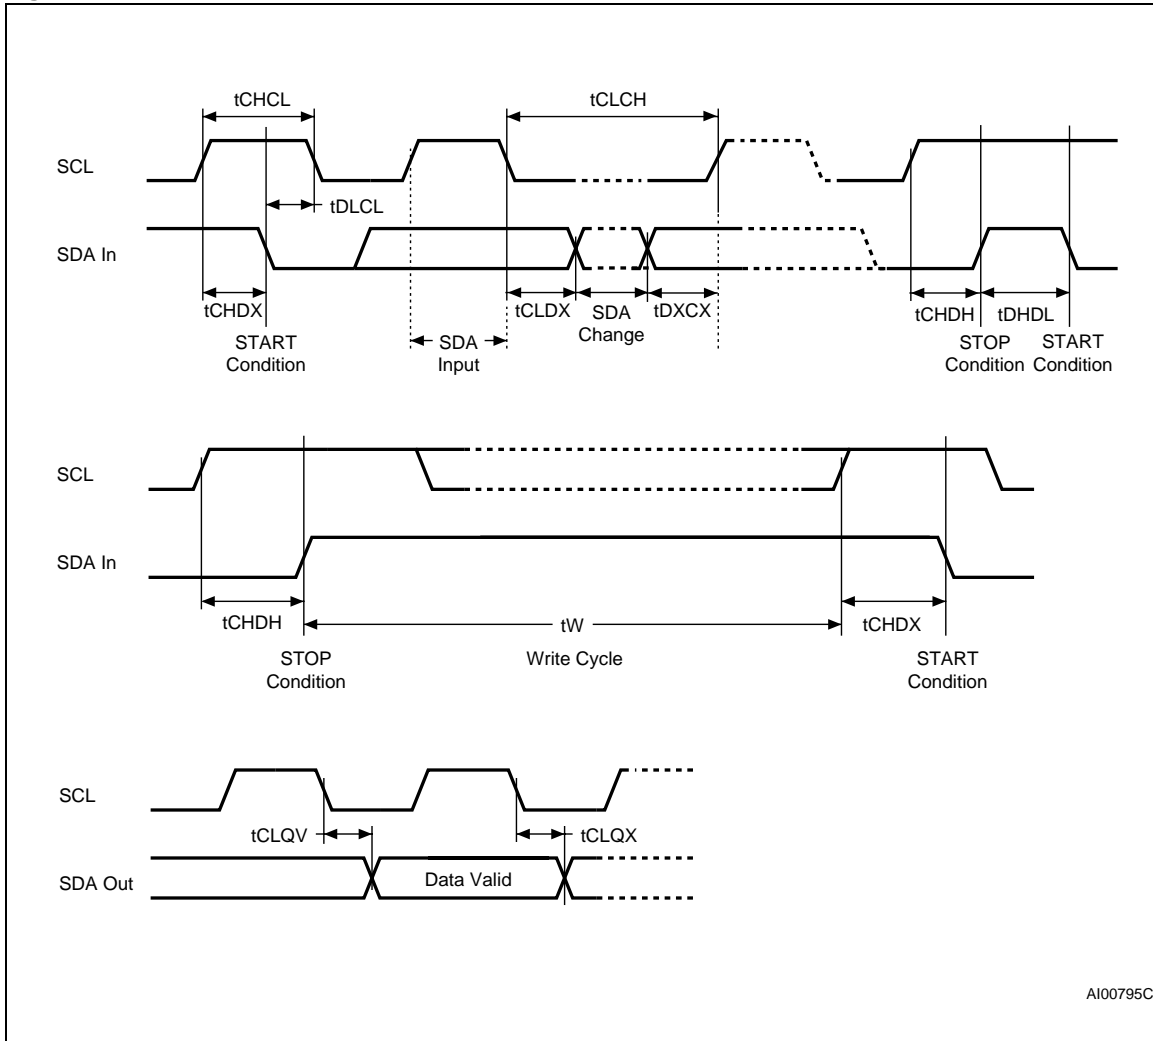 tCHCL
tCLCH
SCL
tDLCL
SDA In
tCHDX
tCLDX
SDA
Change
tDXCX
tCHDH
tDHDL
START
Condition
SDA
Input
STOP
Condition
START
Condition
SCL
SDA In
tCHDH
tW
tCHDX
STOP
Condition
Write Cycle
START
Condition
SCL
tCLQV
tCLQX
SDA Out
Data Valid
AI00795C